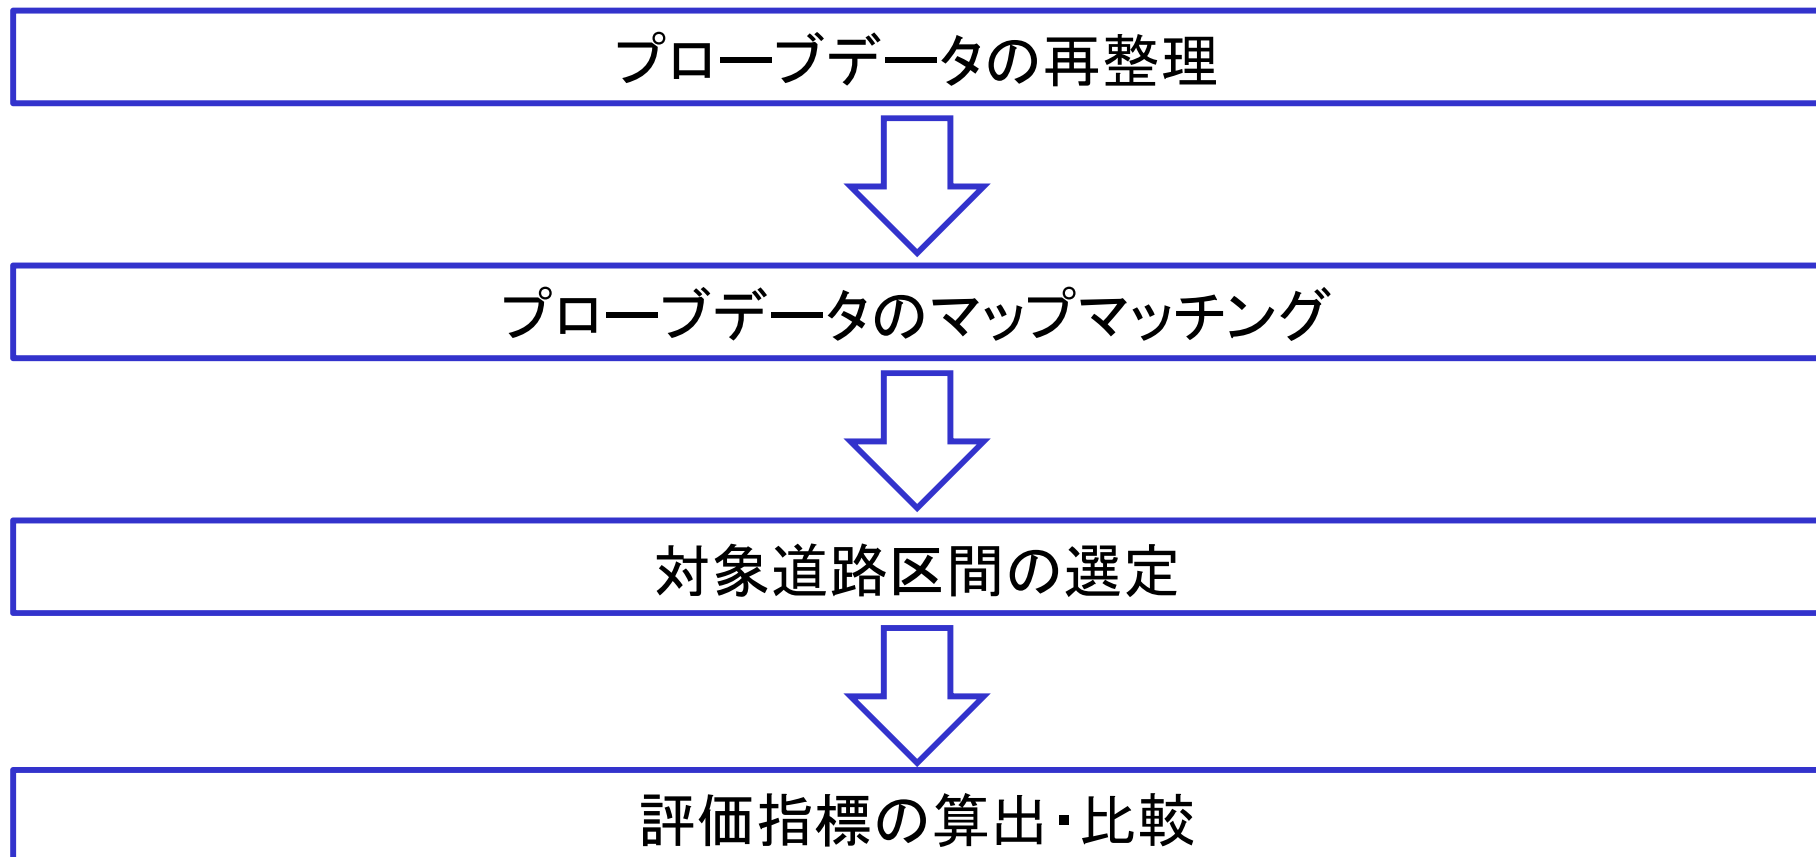 プローブデータの再整理
プローブデータのマップマッチング
対象道路区間の選定
評価指標の算出・比較